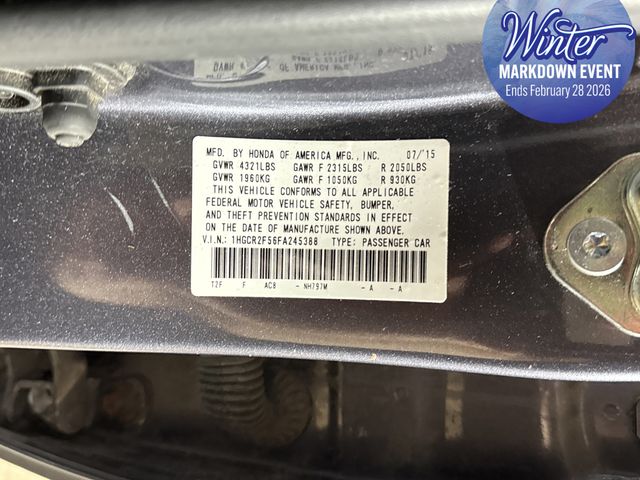 Winter
MARKDOWN EVENT
Ends February 28 2026
MFD. BY HONDA OF AMERICA MFG., INC. 07/'15
GVWR 4321LBS GAWR F 2315LBS R 2050LBS
GVWR 1960KG GAWR F 1050KG R 930KG
THIS VEHICLE CONFORMS TO ALL APPLICABLE
FEDERAL MOTOR VEHICLE SAFETY, BUMPER,
AND THEFT PREVENTION STANDARDS IN EFFECT
ON THE DATE OF MANUFACTURE SHOWN ABOVE.
V.I.N.: 1HGCR2F56FA245388 TYPE: PASSENGER CAR
T2F F AC8 - NH797M - A - A